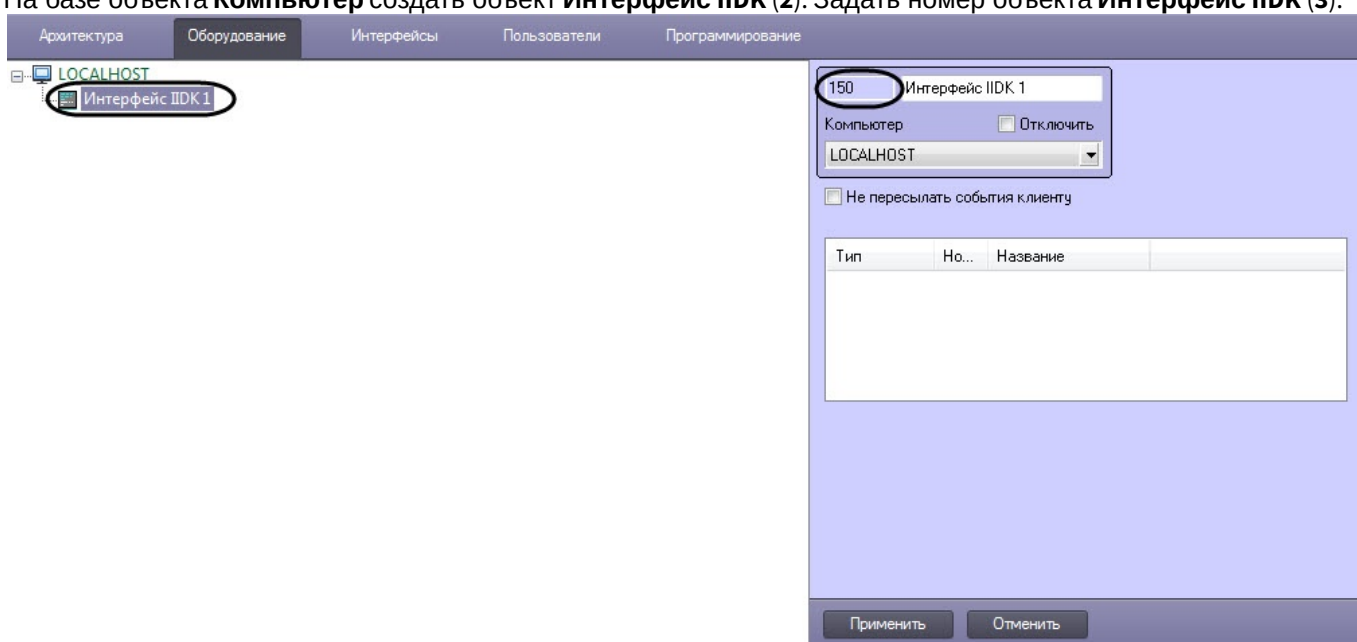 На базе объекта Компьютер создать объект Интерфейс IIDK (2). Задать номер объекта Интерфейс IIDK (3).
Архитектура Оборудование Интерфейсы Пользователи Программирование
LOCALHOST
Интерфейс IIDK 1
150 Интерфейс IIDK 1
Компьютер Отключить
LOCALHOST
Не пересылать события клиенту
Тип Но... Название
Применить Отменить